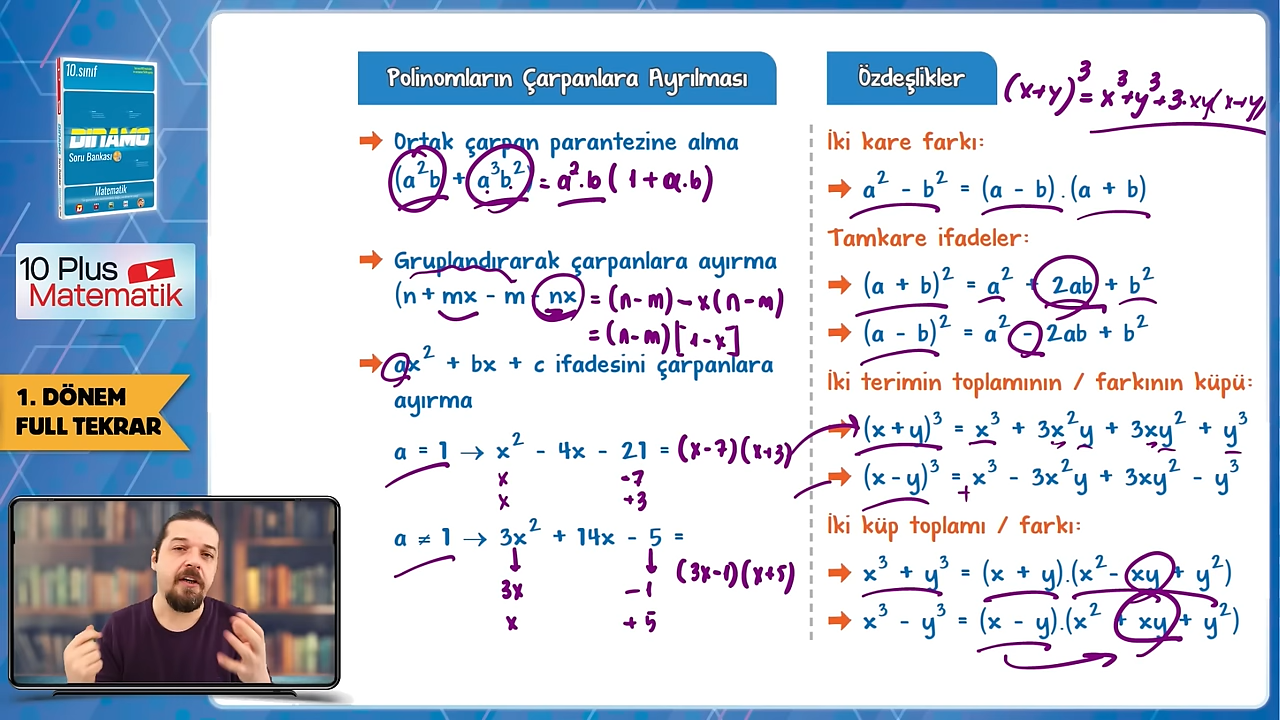 10.sınıf
DİNAMO
Soru Bankası
Matematik
10 Plus
Matematik
1. DÖNEM
FULL TEKRAR
Polinomların Çarpanlara Ayrılması
Ortak çarpan parantezine alma
(a²b + a³b²) = a².b ( 1 + a.b)
Gruplandırarak çarpanlara ayırma
(n + mx - m - nx = (n-m) - x(n-m)
= (n-m)[1-x]
ax² + bx + c ifadesini çarpanlara
ayırma
a = 1 → x² - 4x - 21 = (x-7)(x+3)
x -7
x +3
a ≠ 1 → 3x² + 14x - 5 =
(3x-1)(x+5)
3x -1
x +5
Özdeşlikler
(x+y)³ = x³+y³+3.xy(x+y)
İki kare farkı:
a² - b² = (a - b).(a + b)
Tamkare ifadeler:
(a + b)² = a² + 2ab + b²
(a - b)² = a² - 2ab + b²
İki terimin toplamının / farkının küpü:
(x + y)³ = x³ + 3x²y + 3xy² + y³
(x - y)³ = x³ - 3x²y + 3xy² - y³
+
İki küp toplamı / farkı:
x³ + y³ = (x + y).(x² - xy + y²)
x³ - y³ = (x - y).(x² + xy + y²)